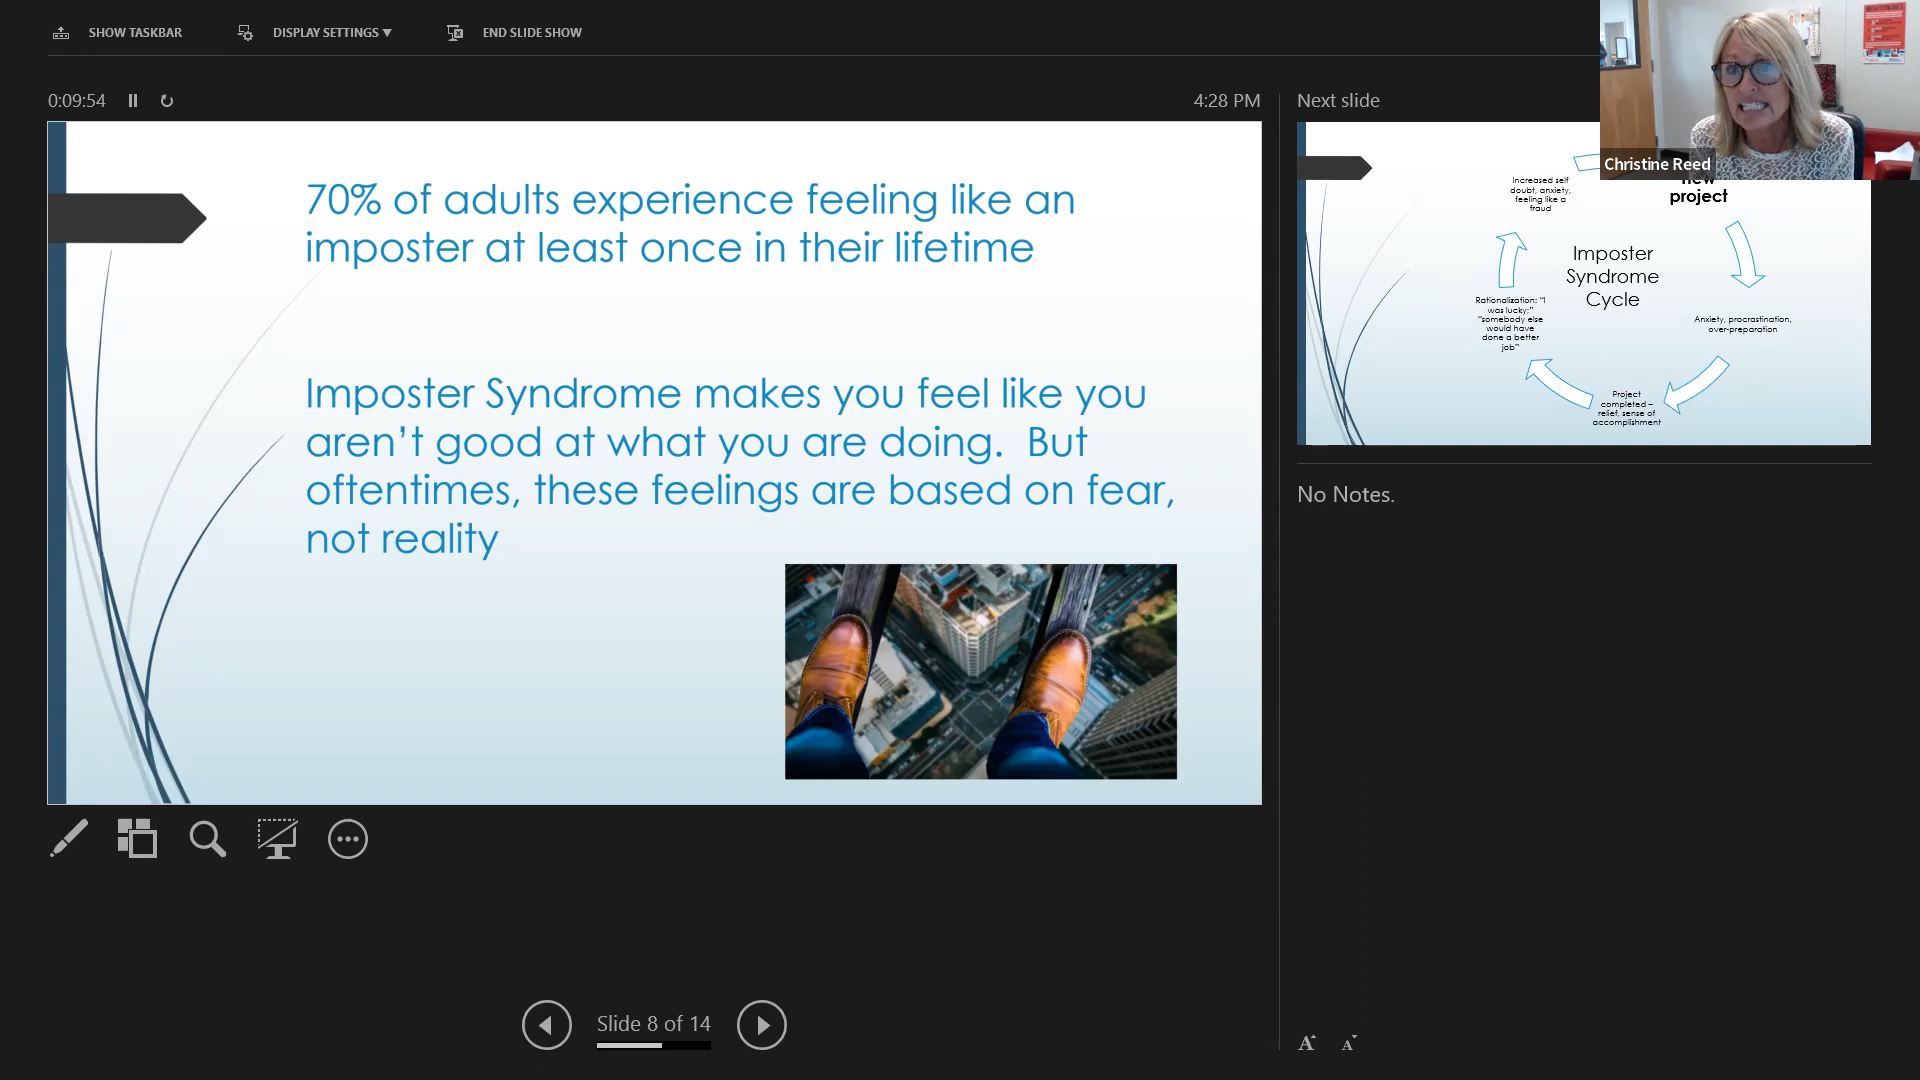 SHOW TASKBAR
DISPLAY SETTINGS ▼
END SLIDE SHOW
0:09:54
4:28 PM
70% of adults experience feeling like an
imposter at least once in their lifetime
Imposter Syndrome makes you feel like you
aren’t good at what you are doing.  But
oftentimes, these feelings are based on fear,
not reality
Slide 8 of 14
Next slide
Christine Reed
new
project
Increased self
doubt, anxiety,
feeling like a
fraud
Imposter
Syndrome
Cycle
Rationalization: “I
was lucky;”
“somebody else
would have
done a better
job”
Anxiety, procrastination,
over-preparation
Project
completed –
relief, sense of
accomplishment
No Notes.
A A